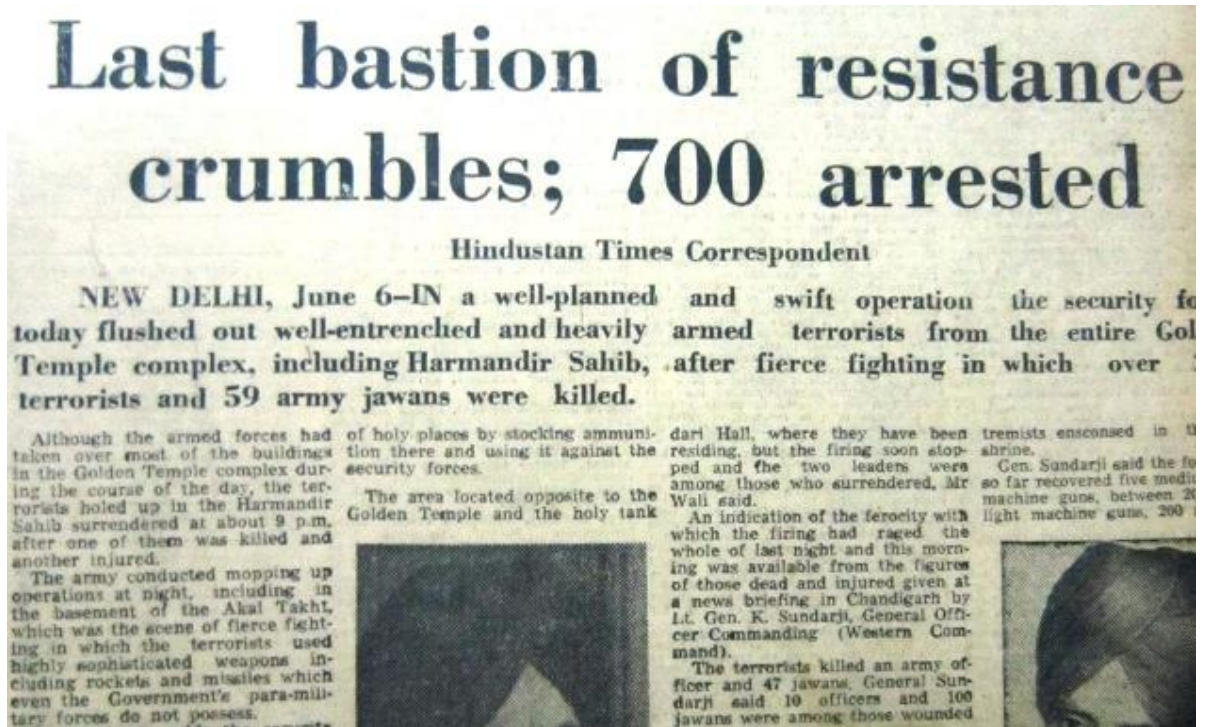 Last bastion of resistance
crumbles; 700 arrested
Hindustan Times Correspondent
NEW DELHI, June 6—IN a well-planned and swift operation the security
today flushed out well-entrenched and heavily armed terrorists from the entire
Temple complex, including Harmandir Sahib, after fierce fighting in which over
terrorists and 59 army jawans were killed.
Although the armed forces had
taken over most of the buildings
in the Golden Temple complex dur-
ing the course of the day, the ter-
rorists holed up in the Harmandir
Sahib surrendered at about 9 p.m.
after one of them was killed and
another injured.
The army conducted mopping up
operations at night, including in
the basement of the Akal Takht,
which was the scene of fierce fight-
ing in which the terrorists used
highly sophisticated weapons in-
cluding rockets and missiles which
even the Government's para-mili-
tary forces do not possess.
of holy places by stocking ammuni-
tion there and using it against the
security forces.
The area located opposite to the
Golden Temple and the holy tank
dari Hall, where they have been
residing, but the firing soon stop-
ped and fhe two leaders were
among those who surrendered, Mr
Wali said.
An indication of the ferocity with
which the firing had raged the
whole of last night and this morn-
ing was available from the figures
of those dead and injured given at
a news briefing in Chandigarh by
Lt. Gen. K. Sundarji, General Offi-
cer Commanding (Western Com-
mand).
The terrorists killed an army of-
ficer and 47 jawans, General Sun-
darji said 10 officers and 100
jawans were among those wounded
tremists ensconsed in
shrine.
Gen. Sundarji said the
so far recovered five
machine guns, between
light machine guns, 200